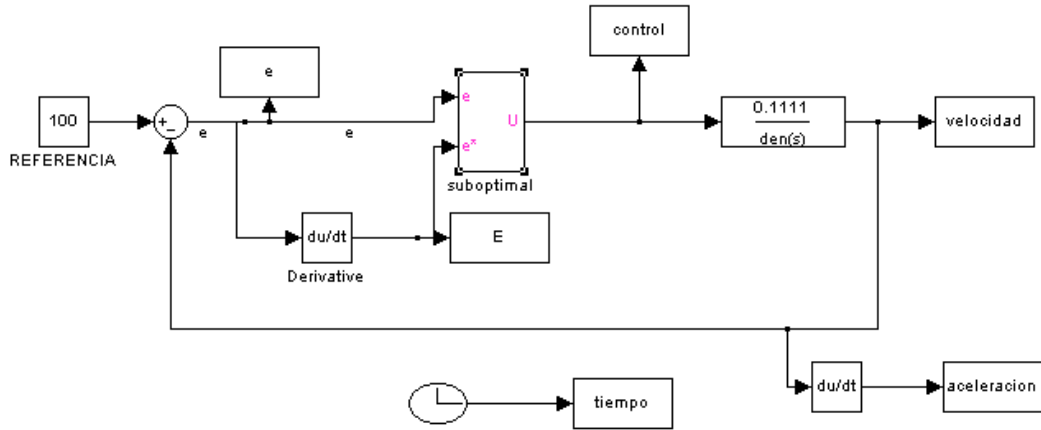 control
e
100
+
_
e
e
e
U
e*
0.1111
den(s)
velocidad
REFERENCIA
suboptimal
du/dt
E
Derivative
du/dt
aceleracion
tiempo